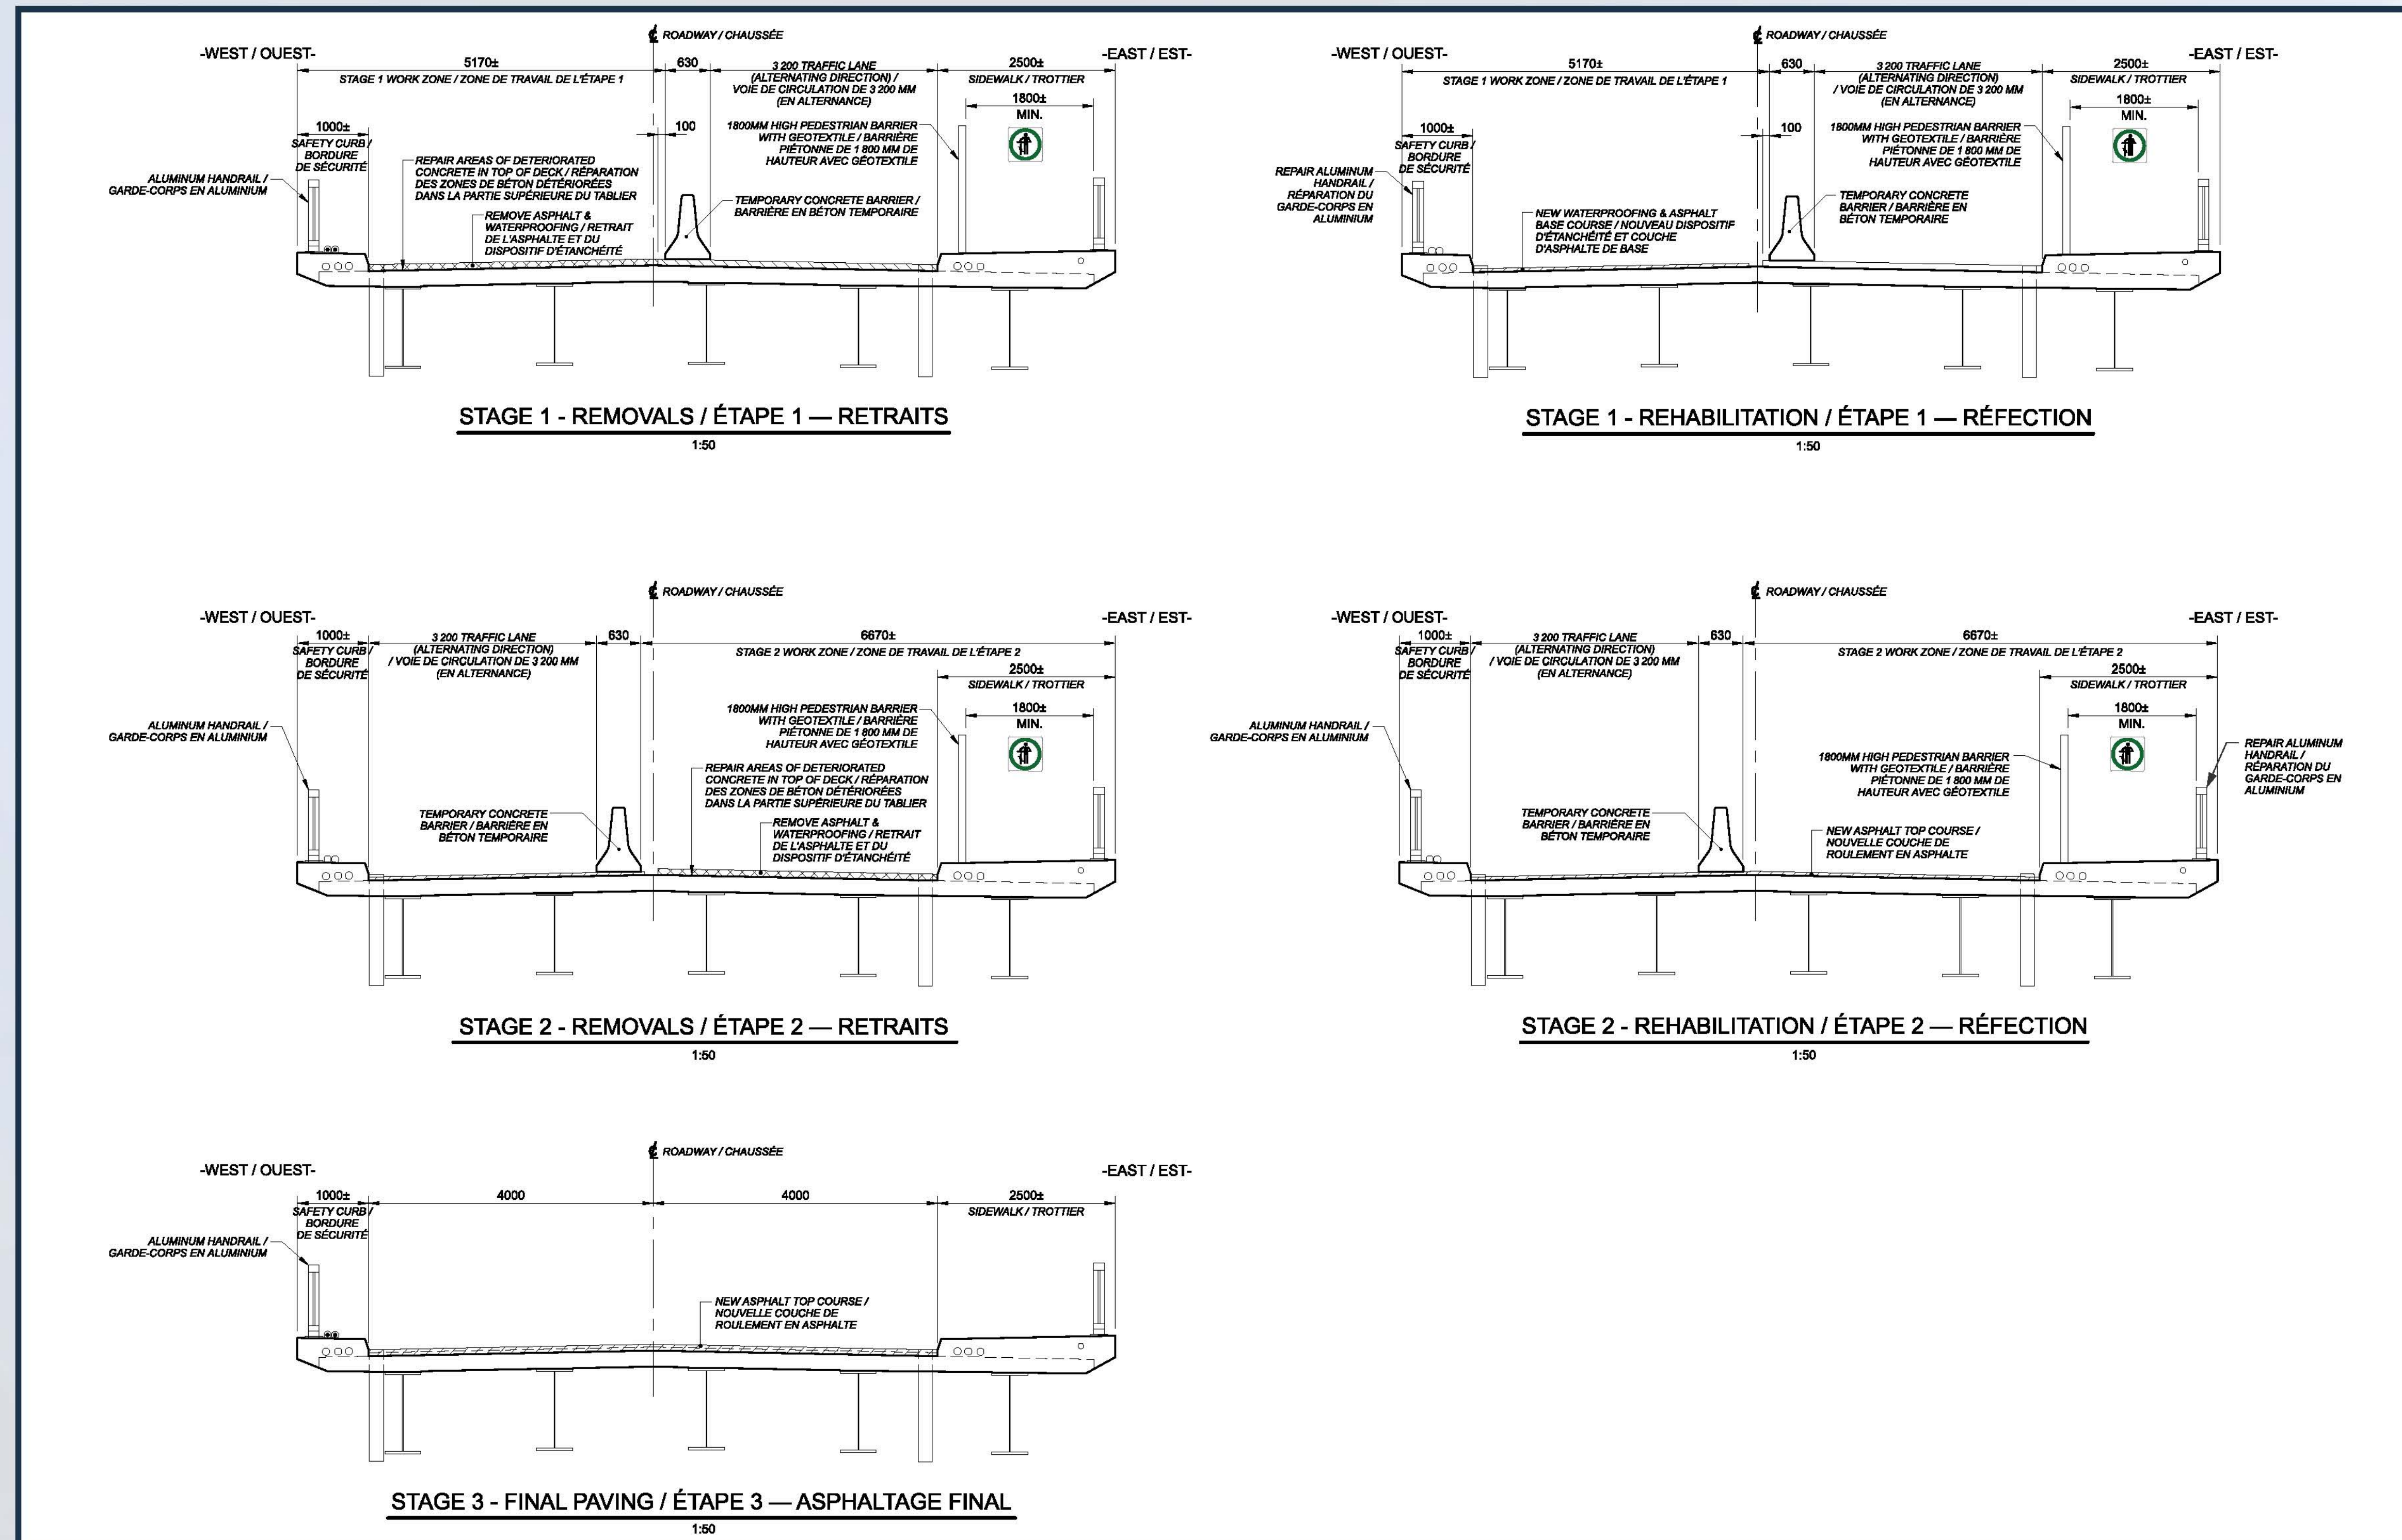 ℄ ROADWAY / CHAUSSÉE
-WEST / OUEST-
-EAST / EST-
5170±
630
3 200 TRAFFIC LANE
(ALTERNATING DIRECTION) /
VOIE DE CIRCULATION DE 3 200 MM
(EN ALTERNANCE)
2500±
STAGE 1 WORK ZONE / ZONE DE TRAVAIL DE L'ÉTAPE 1
SIDEWALK / TROTTIER
1800±
MIN.
1000±
SAFETY CURB /
BORDURE
DE SÉCURITÉ
100
1800MM HIGH PEDESTRIAN BARRIER
WITH GEOTEXTILE / BARRIÈRE
PIÉTONNE DE 1 800 MM DE
HAUTEUR AVEC GÉOTEXTILE
REPAIR AREAS OF DETERIORATED
CONCRETE IN TOP OF DECK / RÉPARATION
DES ZONES DE BÉTON DÉTÉRIORÉES
DANS LA PARTIE SUPÉRIEURE DU TABLIER
ALUMINUM HANDRAIL /
GARDE-CORPS EN ALUMINIUM
TEMPORARY CONCRETE BARRIER /
BARRIÈRE EN BÉTON TEMPORAIRE
REMOVE ASPHALT &
WATERPROOFING / RETRAIT
DE L'ASPHALTE ET DU
DISPOSITIF D'ÉTANCHÉITÉ
STAGE 1 - REMOVALS / ÉTAPE 1 — RETRAITS
1:50
℄ ROADWAY / CHAUSSÉE
-WEST / OUEST-
-EAST / EST-
5170±
630
3 200 TRAFFIC LANE
(ALTERNATING DIRECTION)
/ VOIE DE CIRCULATION DE 3 200 MM
(EN ALTERNANCE)
2500±
STAGE 1 WORK ZONE / ZONE DE TRAVAIL DE L'ÉTAPE 1
SIDEWALK / TROTTIER
1800±
MIN.
1000±
SAFETY CURB /
BORDURE
DE SÉCURITÉ
100
1800MM HIGH PEDESTRIAN BARRIER
WITH GEOTEXTILE / BARRIÈRE
PIÉTONNE DE 1 800 MM DE
HAUTEUR AVEC GÉOTEXTILE
REPAIR ALUMINUM
HANDRAIL /
RÉPARATION DU
GARDE-CORPS EN
ALUMINIUM
TEMPORARY CONCRETE
BARRIER / BARRIÈRE EN
BÉTON TEMPORAIRE
NEW WATERPROOFING & ASPHALT
BASE COURSE / NOUVEAU DISPOSITIF
D'ÉTANCHÉITÉ ET COUCHE
D'ASPHALTE DE BASE
STAGE 1 - REHABILITATION / ÉTAPE 1 — RÉFECTION
1:50
℄ ROADWAY / CHAUSSÉE
-WEST / OUEST-
-EAST / EST-
1000±
SAFETY CURB /
BORDURE
DE SÉCURITÉ
3 200 TRAFFIC LANE
(ALTERNATING DIRECTION)
/ VOIE DE CIRCULATION DE 3 200 MM
(EN ALTERNANCE)
630
6670±
STAGE 2 WORK ZONE / ZONE DE TRAVAIL DE L'ÉTAPE 2
2500±
SIDEWALK / TROTTIER
1800±
MIN.
1800MM HIGH PEDESTRIAN BARRIER
WITH GEOTEXTILE / BARRIÈRE
PIÉTONNE DE 1 800 MM DE
HAUTEUR AVEC GÉOTEXTILE
ALUMINUM HANDRAIL /
GARDE-CORPS EN ALUMINIUM
REPAIR AREAS OF DETERIORATED
CONCRETE IN TOP OF DECK / RÉPARATION
DES ZONES DE BÉTON DÉTÉRIORÉES
DANS LA PARTIE SUPÉRIEURE DU TABLIER
TEMPORARY CONCRETE
BARRIER / BARRIÈRE EN
BÉTON TEMPORAIRE
REMOVE ASPHALT &
WATERPROOFING / RETRAIT
DE L'ASPHALTE ET DU
DISPOSITIF D'ÉTANCHÉITÉ
STAGE 2 - REMOVALS / ÉTAPE 2 — RETRAITS
1:50
℄ ROADWAY / CHAUSSÉE
-WEST / OUEST-
-EAST / EST-
1000±
SAFETY CURB /
BORDURE
DE SÉCURITÉ
3 200 TRAFFIC LANE
(ALTERNATING DIRECTION)
/ VOIE DE CIRCULATION DE 3 200 MM
(EN ALTERNANCE)
630
6670±
STAGE 2 WORK ZONE / ZONE DE TRAVAIL DE L'ÉTAPE 2
2500±
SIDEWALK / TROTTIER
1800±
MIN.
ALUMINUM HANDRAIL /
GARDE-CORPS EN ALUMINIUM
1800MM HIGH PEDESTRIAN BARRIER
WITH GEOTEXTILE / BARRIÈRE
PIÉTONNE DE 1 800 MM DE
HAUTEUR AVEC GÉOTEXTILE
REPAIR ALUMINUM
HANDRAIL /
RÉPARATION DU
GARDE-CORPS EN
ALUMINIUM
TEMPORARY CONCRETE
BARRIER / BARRIÈRE EN
BÉTON TEMPORAIRE
NEW ASPHALT TOP COURSE /
NOUVELLE COUCHE DE
ROULEMENT EN ASPHALTE
STAGE 2 - REHABILITATION / ÉTAPE 2 — RÉFECTION
1:50
℄ ROADWAY / CHAUSSÉE
-WEST / OUEST-
-EAST / EST-
1000±
4000
4000
2500±
SAFETY CURB /
BORDURE
DE SÉCURITÉ
SIDEWALK / TROTTIER
ALUMINUM HANDRAIL /
GARDE-CORPS EN ALUMINIUM
NEW ASPHALT TOP COURSE /
NOUVELLE COUCHE DE
ROULEMENT EN ASPHALTE
STAGE 3 - FINAL PAVING / ÉTAPE 3 — ASPHALTAGE FINAL
1:50